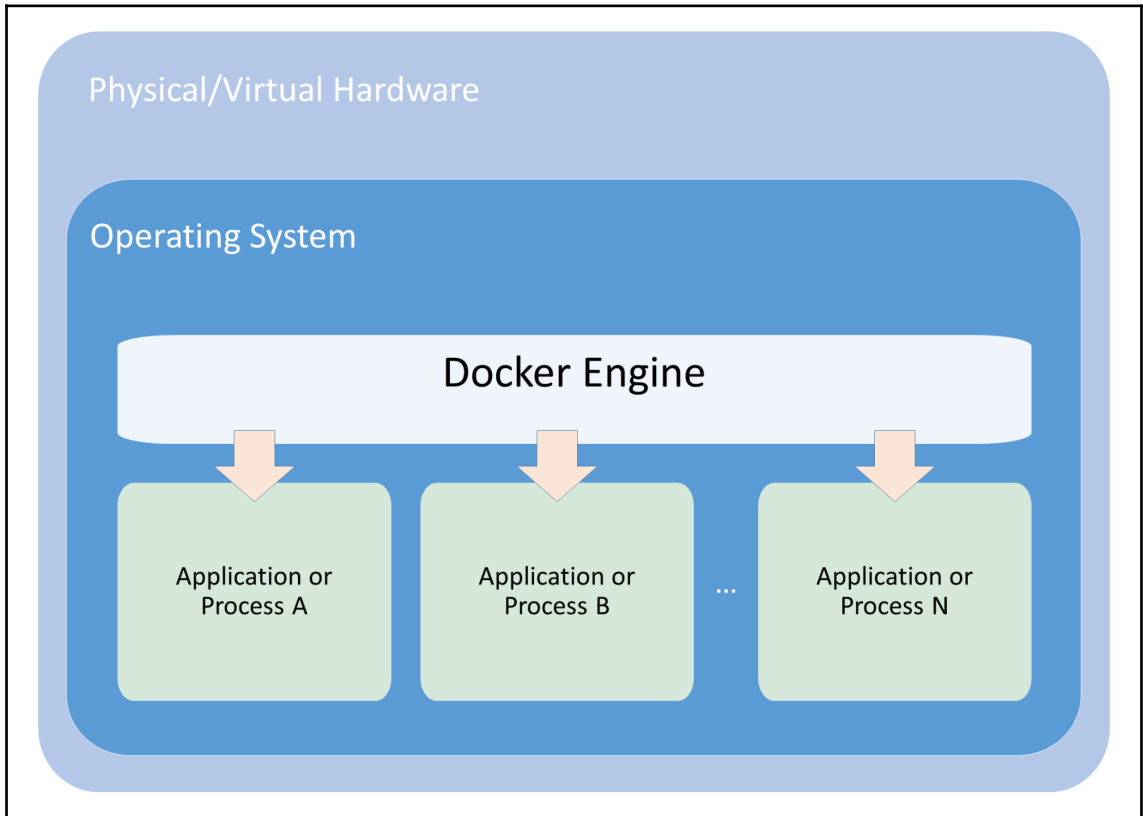 Physical/Virtual Hardware
Operating System
Docker Engine
Application or
Process A
Application or
Process B
...
Application or
Process N